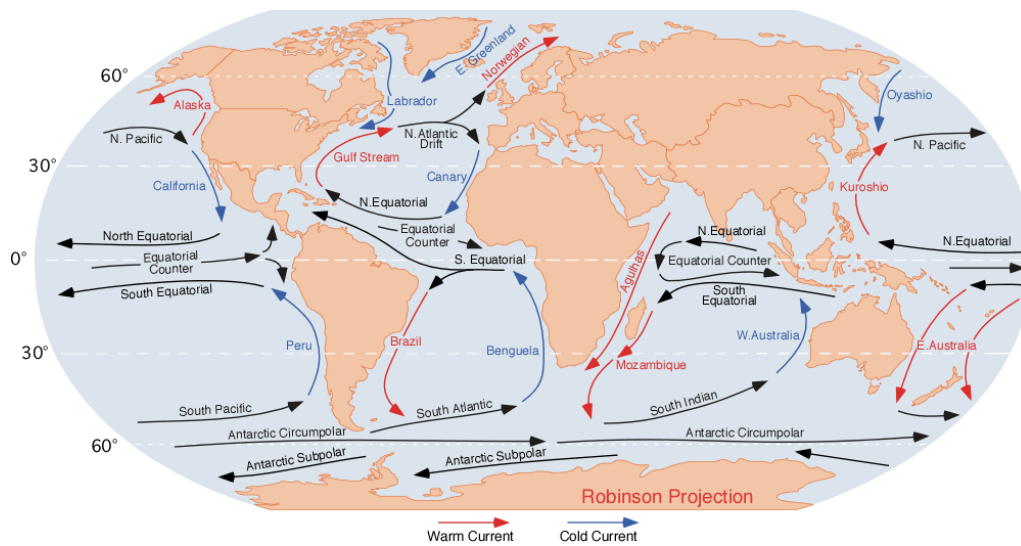 E. Greenland
Norwegian
60°
Alaska
Labrador
Oyashio
N. Pacific
N. Atlantic
Drift
N. Pacific
Gulf Stream
30°
California
Canary
Kuroshio
N.Equatorial
North Equatorial
Equatorial
Counter
N.Equatorial
N.Equatorial
Equatorial
Counter
S. Equatorial
Equatorial Counter
0°
South Equatorial
South
Equatorial
Agulhas
Peru
Brazil
Benguela
W.Australia
E.Australia
30°
Mozambique
South Pacific
South Atlantic
South Indian
Antarctic Circumpolar
Antarctic Circumpolar
60°
Antarctic Subpolar
Antarctic Subpolar
Robinson Projection
Warm Current
Cold Current